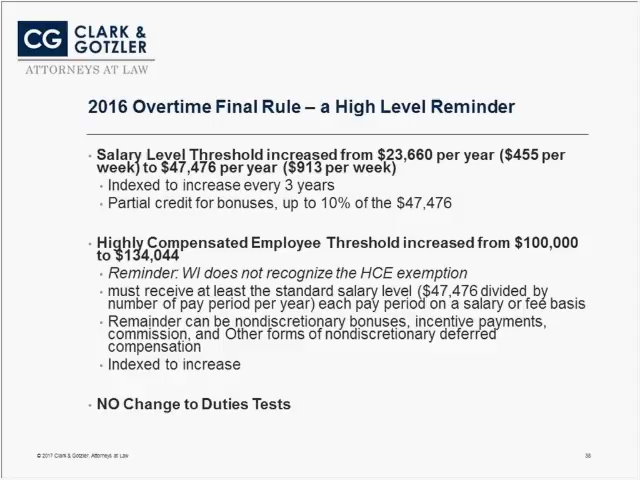 CG CLARK &
GOTZLER
ATTORNEYS AT LAW
2016 Overtime Final Rule – a High Level Reminder
• Salary Level Threshold increased from $23,660 per year ($455 per
week) to $47,476 per year ($913 per week)
• Indexed to increase every 3 years
• Partial credit for bonuses, up to 10% of the $47,476
• Highly Compensated Employee Threshold increased from $100,000
to $134,044
• Reminder: WI does not recognize the HCE exemption
• must receive at least the standard salary level ($47,476 divided by
number of pay period per year) each pay period on a salary or fee basis
• Remainder can be nondiscretionary bonuses, incentive payments,
commission, and Other forms of nondiscretionary deferred
compensation
• Indexed to increase
• NO Change to Duties Tests
© 2017 Clark & Gotzler, Attorneys at Law